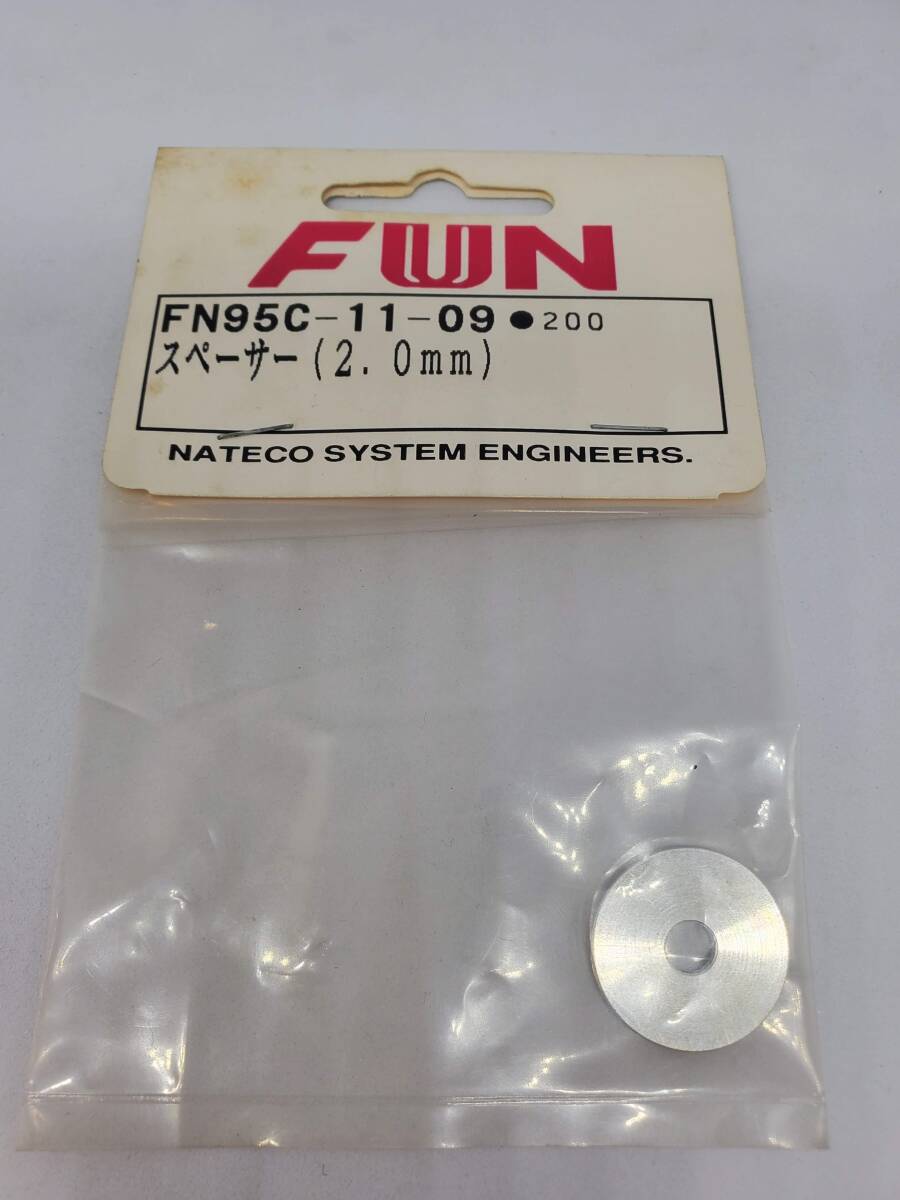 FUN
FN95C-11-09●200
スペーサー(2.0mm)
NATECO SYSTEM ENGINEERS.